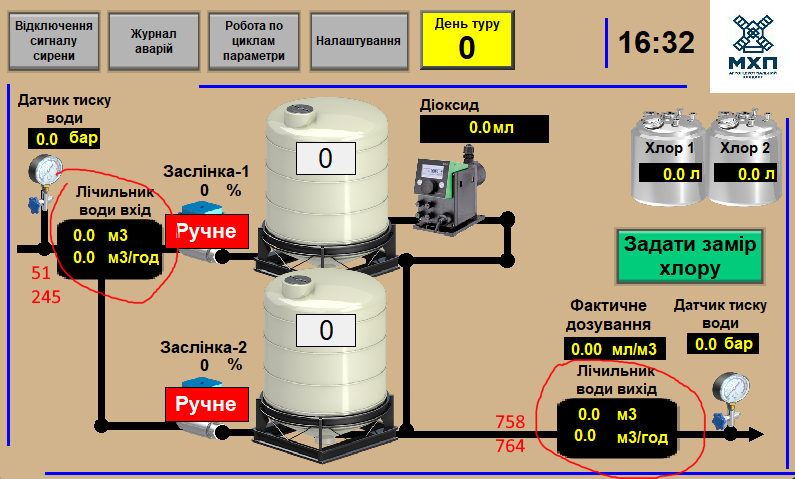 Відключення
сигналу
сирени
Журнал
аварій
Робота по
циклам
параметри
Налаштування
День туру
0
16:32
МХП
Датчик тиску
води
0.0 бар
Лічильник
води вхід
0.0 м3
0.0 м3/год
51
245
Заслінка-1
0 %
Ручне
0
Діоксид
0.0 мл
Хлор 1
0.0 л
Хлор 2
0.0 л
Задати замір
хлору
Заслінка-2
0 %
Ручне
0
758
764
Фактичне
дозування
0.00 мл/м3
Датчик тиску
води
0.0 бар
Лічильник
води вихід
0.0 м3
0.0 м3/год